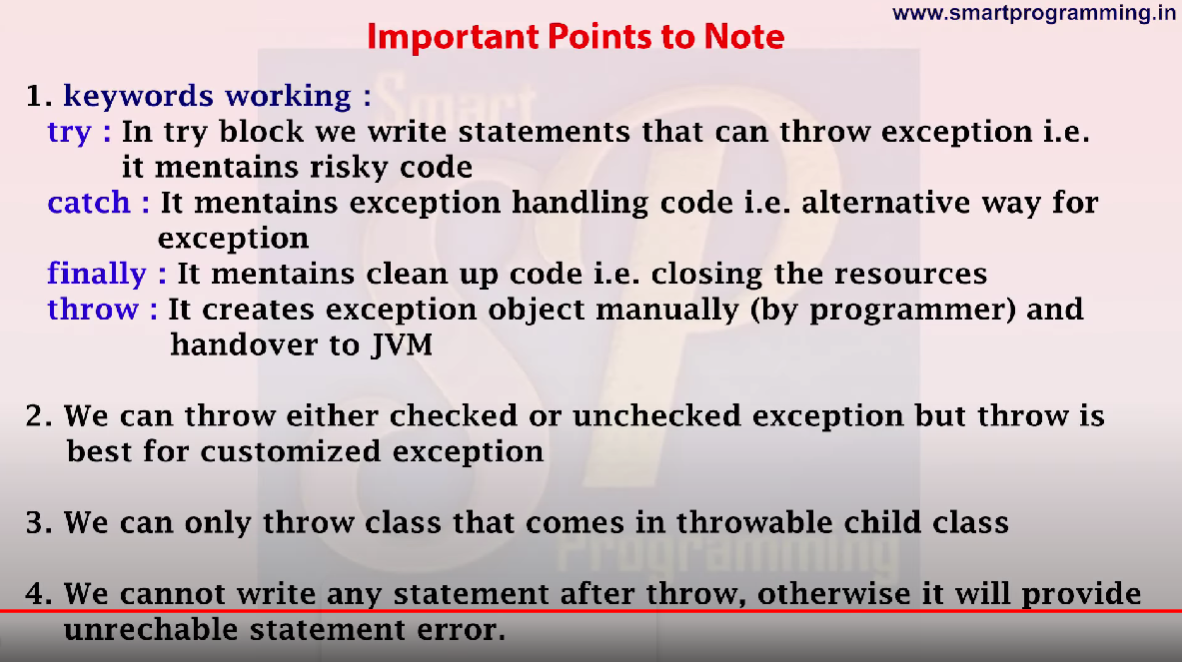 www.smartprogramming.in
Important Points to Note
1. keywords working :
try : In try block we write statements that can throw exception i.e.
it mentains risky code
catch : It mentains exception handling code i.e. alternative way for
exception
finally : It mentains clean up code i.e. closing the resources
throw : It creates exception object manually (by programmer) and
handover to JVM
2. We can throw either checked or unchecked exception but throw is
best for customized exception
3. We can only throw class that comes in throwable child class
4. We cannot write any statement after throw, otherwise it will provide
unrechable statement error.
Smart
SP
Programming